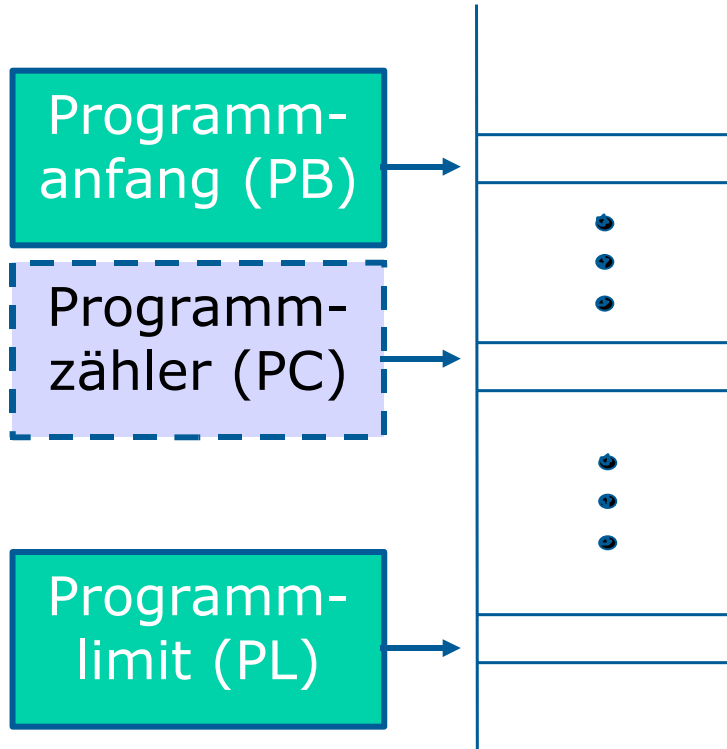 Programm-
anfang (PB)
Programm-
zähler (PC)
Programm-
limit (PL)